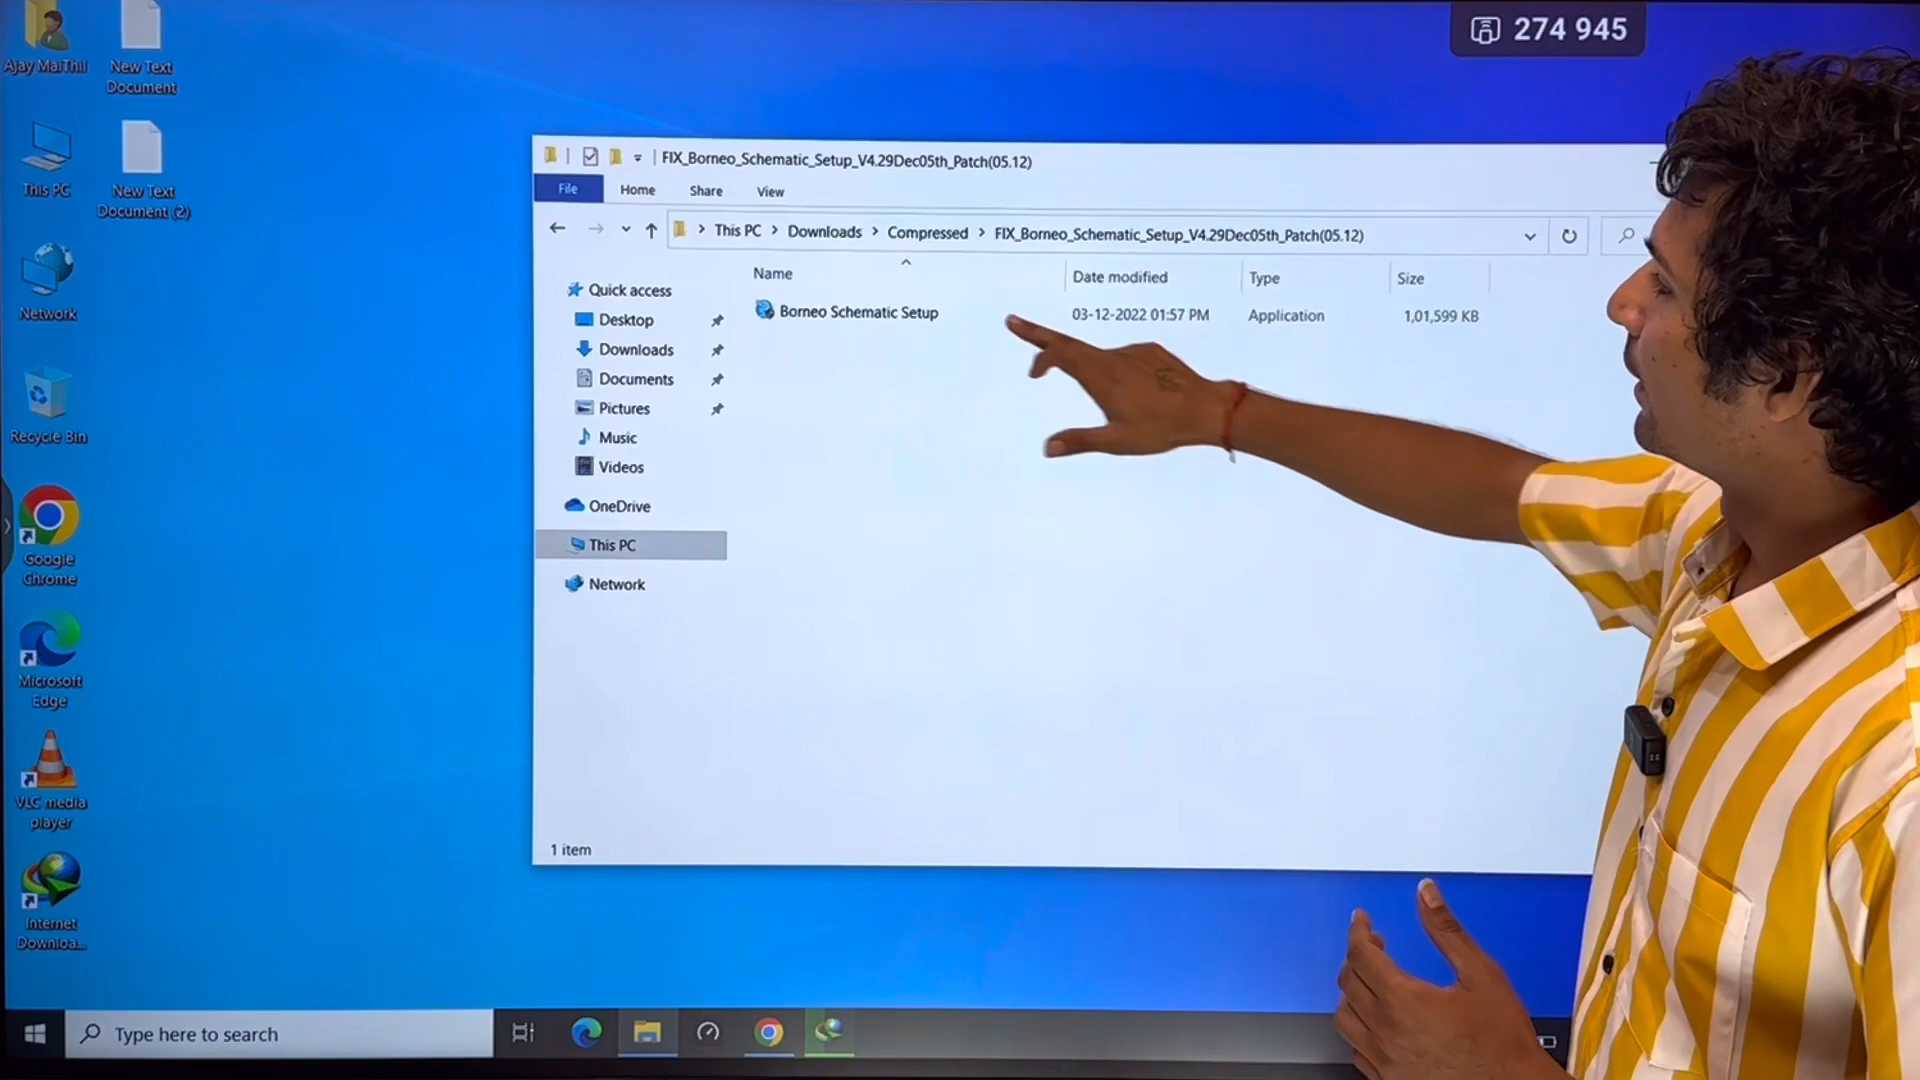 274 945
Ajay MaiThil
New Text
Document
This PC
New Text
Document (2)
Network
Recycle Bin
Google
Chrome
Microsoft
Edge
VLC media
player
Internet
Downloa...
FIX_Borneo_Schematic_Setup_V4.29Dec05th_Patch(05.12)
File
Home
Share
View
This PC
Downloads
Compressed
FIX_Borneo_Schematic_Setup_V4.29Dec05th_Patch(05.12)
Name
Date modified
Type
Size
Borneo Schematic Setup
03-12-2022 01:57 PM
Application
1,01,599 KB
Quick access
Desktop
Downloads
Documents
Pictures
Music
Videos
OneDrive
This PC
Network
1 item
Type here to search